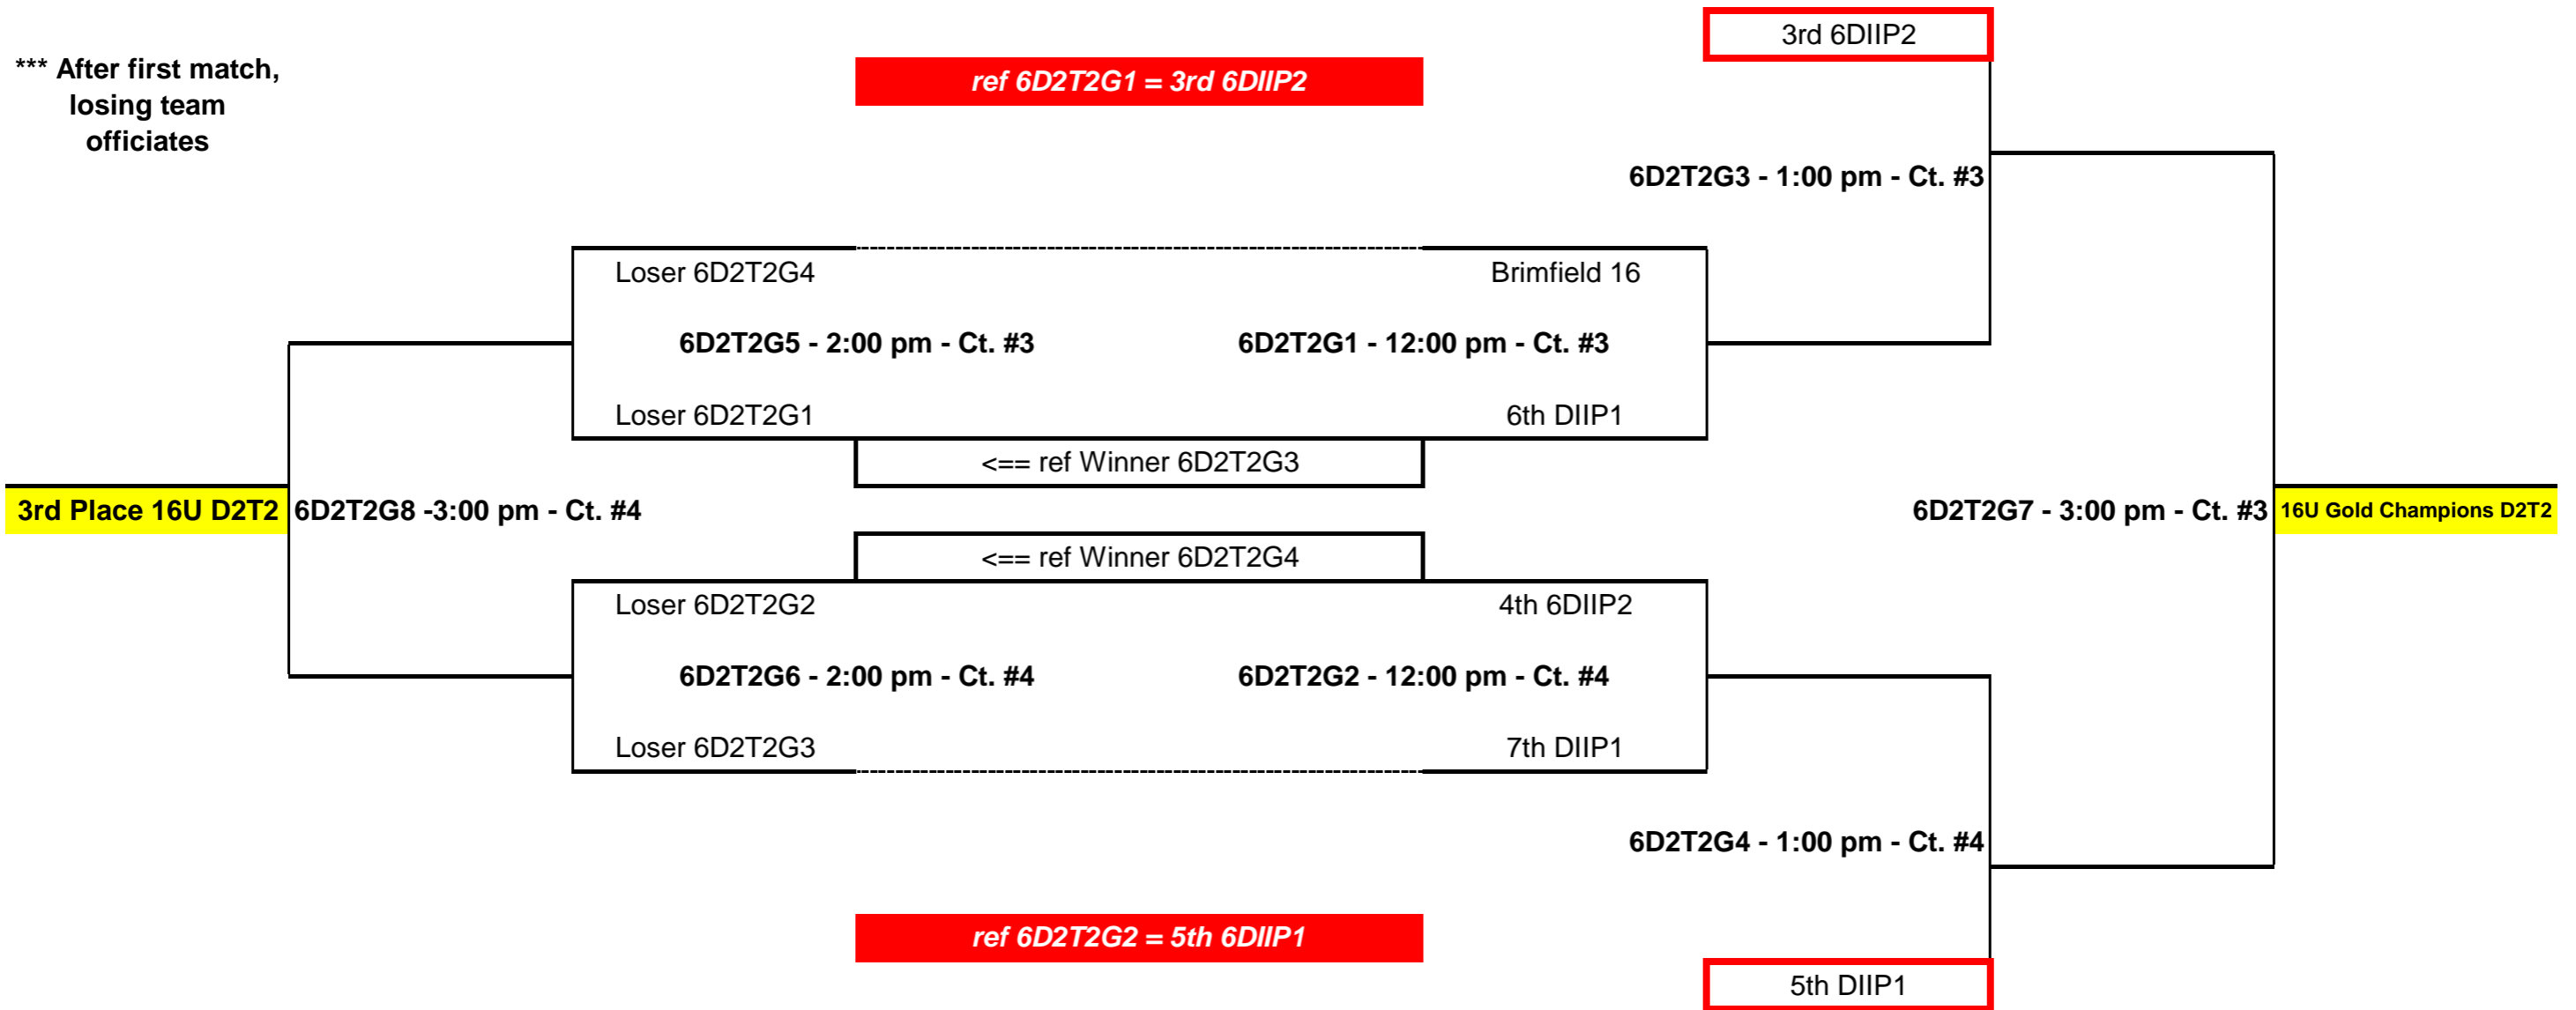 3rd 6DIIP2
*** After first match,
losing team
officiates
ref 6D2T2G1 = 3rd 6DIIP2
6D2T2G3 - 1:00 pm - Ct. #3
Loser 6D2T2G4
Brimfield 16
6D2T2G5 - 2:00 pm - Ct. #3
6D2T2G1 - 12:00 pm - Ct. #3
Loser 6D2T2G1
6th DIIP1
<== ref Winner 6D2T2G3
3rd Place 16U D2T2
6D2T2G8 -3:00 pm - Ct. #4
6D2T2G7 - 3:00 pm - Ct. #3
16U Gold Champions D2T2
<== ref Winner 6D2T2G4
Loser 6D2T2G2
4th 6DIIP2
6D2T2G6 - 2:00 pm - Ct. #4
6D2T2G2 - 12:00 pm - Ct. #4
Loser 6D2T2G3
7th DIIP1
6D2T2G4 - 1:00 pm - Ct. #4
ref 6D2T2G2 = 5th 6DIIP1
5th DIIP1